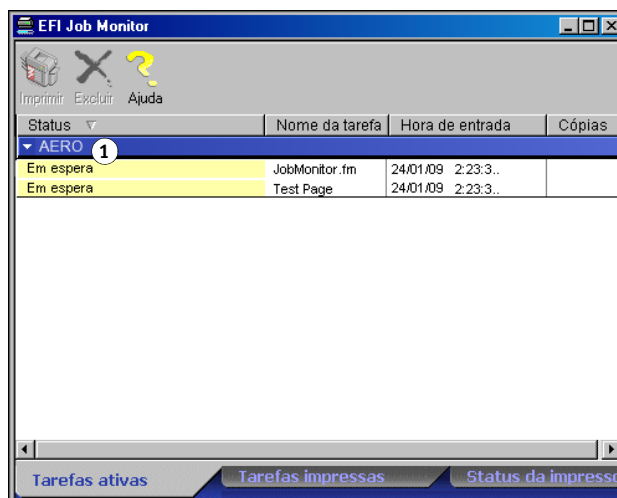 EFI Job Monitor
Imprimir Excluir Ajuda
Status Nome da tarefa Hora de entrada Cópias
AERO 1
Em espera JobMonitor.fm 24/01/09 2:23:3..
Em espera Test Page 24/01/09 2:23:3..
Tarefas ativas Tarefas impressas Status da impresso